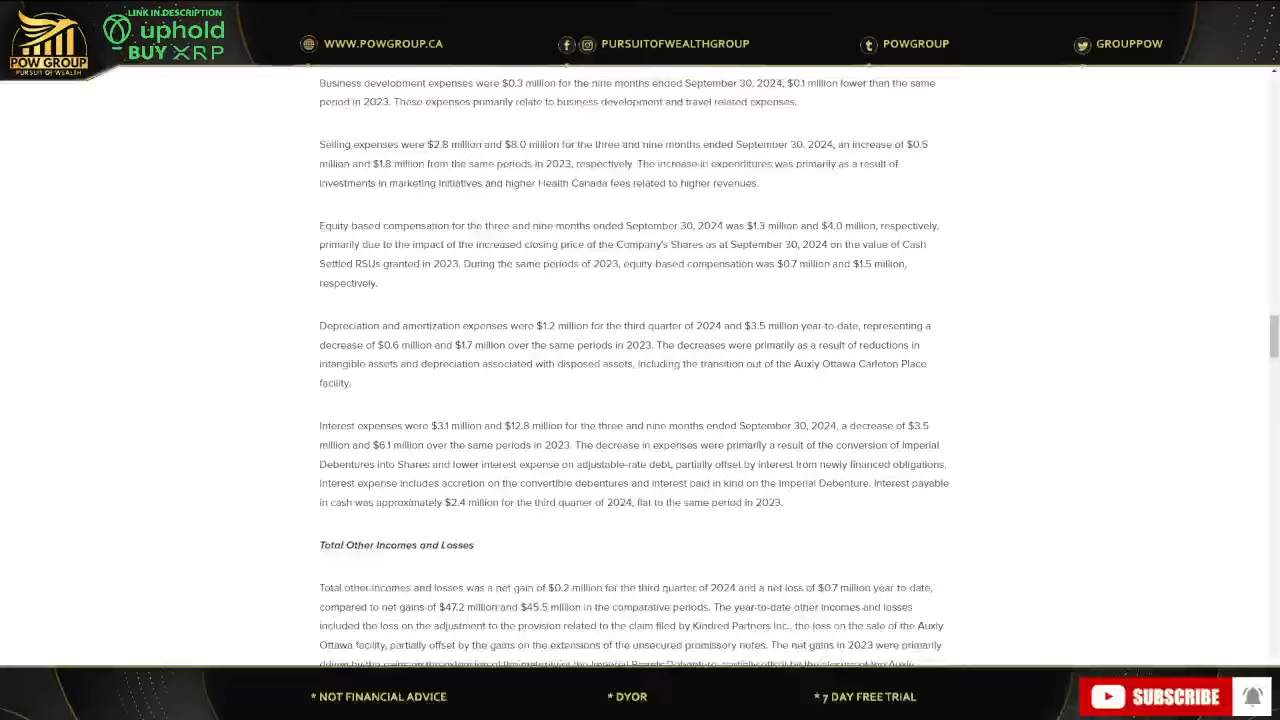 LINK IN DESCRIPTION
uphold
BUY XRP
POW GROUP
PURSUIT OF WEALTH
WWW.POWGROUP.CA
PURSUITOFWEALTHGROUP
POWGROUP
GROUPPOW
Business development expenses were $0.3 million for the nine months ended September 30, 2024, $0.1 million lower than the same
period in 2023. These expenses primarily relate to business development and travel related expenses.
Selling expenses were $2.8 million and $8.0 million for the three and nine months ended September 30, 2024, an increase of $0.5
million and $1.8 million from the same periods in 2023, respectively. The increase in expenditures was primarily as a result of
investments in marketing initiatives and higher Health Canada fees related to higher revenues.
Equity based compensation for the three and nine months ended September 30, 2024 was $1.3 million and $4.0 million, respectively,
primarily due to the impact of the increased closing price of the Company's Shares as at September 30, 2024 on the value of Cash
Settled RSUs granted in 2023. During the same periods of 2023, equity-based compensation was $0.7 million and $1.5 million,
respectively.
Depreciation and amortization expenses were $1.2 million for the third quarter of 2024 and $3.5 million year-to-date, representing a
decrease of $0.6 million and $1.7 million over the same periods in 2023. The decreases were primarily as a result of reductions in
intangible assets and depreciation associated with disposed assets, including the transition out of the Auxly Ottawa Carleton Place
facility.
Interest expenses were $3.1 million and $12.8 million for the three and nine months ended September 30, 2024, a decrease of $3.5
million and $6.1 million over the same periods in 2023. The decrease in expenses were primarily a result of the conversion of Imperial
Debentures into Shares and lower interest expense on adjustable-rate debt, partially offset by interest from newly financed obligations.
Interest expense includes accretion on the convertible debentures and interest paid in kind on the Imperial Debenture. Interest payable
in cash was approximately $2.4 million for the third quarter of 2024, flat to the same period in 2023.
Total Other Incomes and Losses
Total other incomes and losses was a net gain of $0.2 million for the third quarter of 2024 and a net loss of $0.7 million year to date,
compared to net gains of $47.2 million and $45.5 million in the comparative periods. The year-to-date other incomes and losses
included the loss on the adjustment to the provision related to the claim filed by Kindred Partners Inc., the loss on the sale of the Auxly
Ottawa facility, partially offset by the gains on the extensions of the unsecured promissory notes. The net gains in 2023 were primarily
* NOT FINANCIAL ADVICE
* DYOR
* 7 DAY FREE TRIAL
SUBSCRIBE